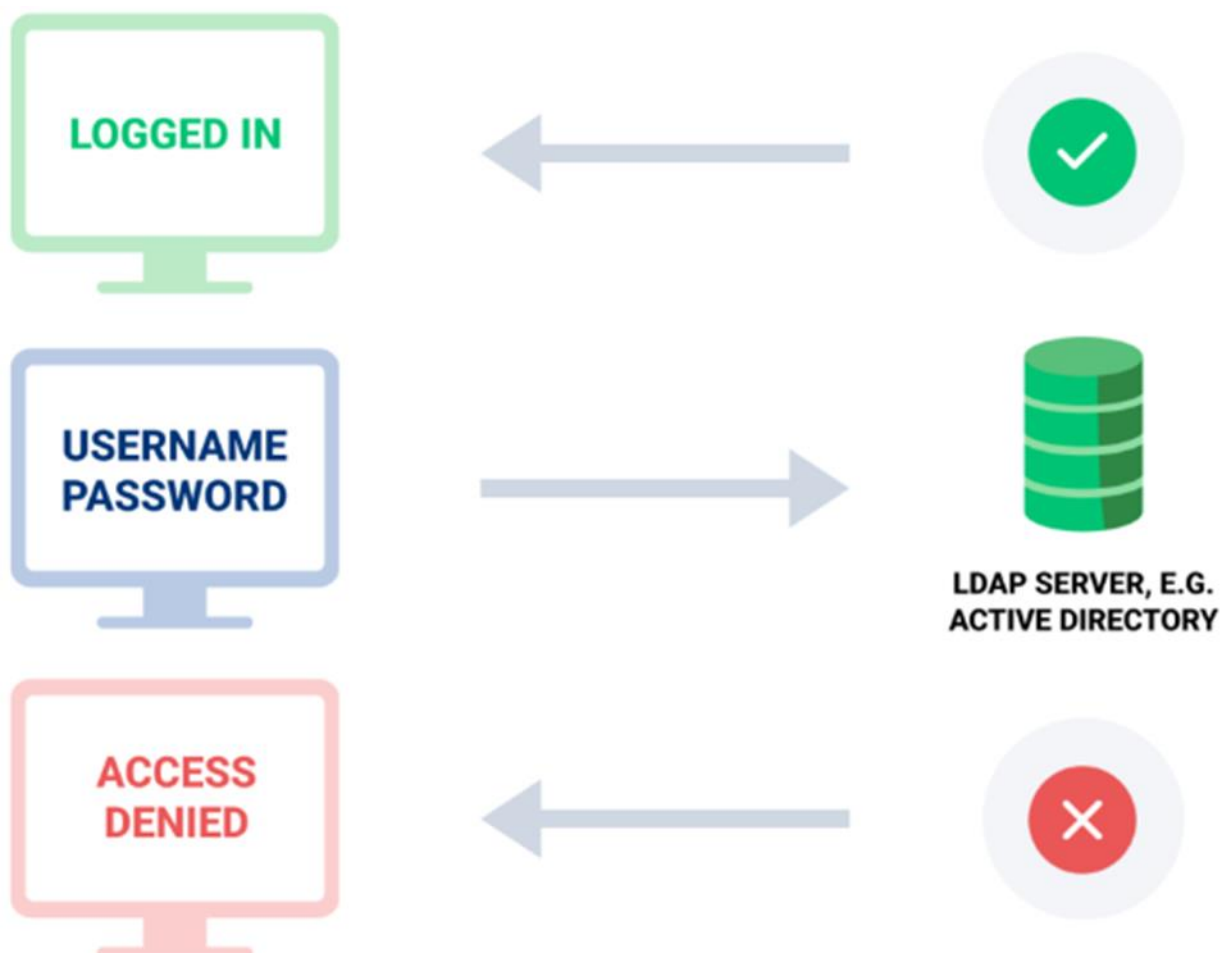 LOGGED IN
USERNAME
PASSWORD
LDAP SERVER, E.G.
ACTIVE DIRECTORY
ACCESS
DENIED